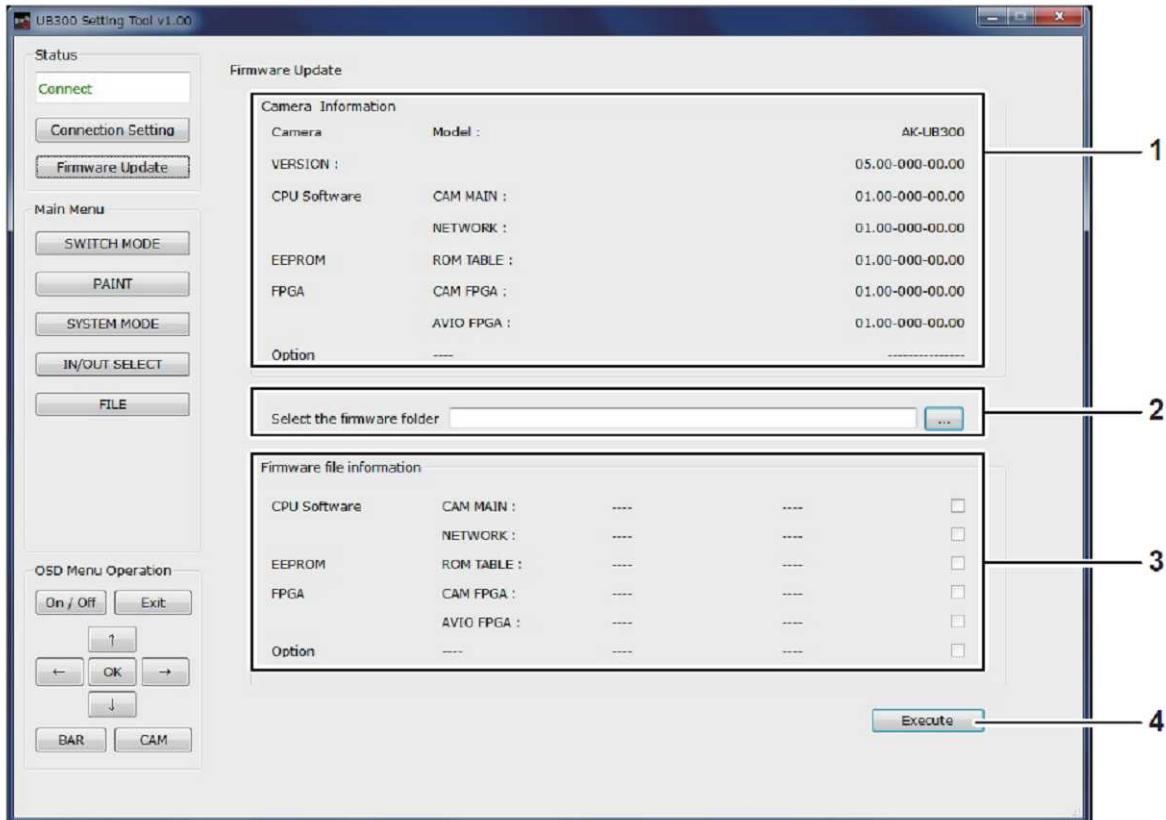 UB300 Setting Tool v1.00
Status
Connect
Connection Setting
Firmware Update
Main Menu
SWITCH MODE
PAINT
SYSTEM MODE
IN/OUT SELECT
FILE
OSD Menu Operation
On / Off Exit
↑
← OK →
↓
BAR CAM
Firmware Update
Camera Information
Camera Model : AK-UB300
VERSION : 05.00-000-00.00
CPU Software CAM MAIN : 01.00-000-00.00
NETWORK : 01.00-000-00.00
EEPROM ROM TABLE : 01.00-000-00.00
FPGA CAM FPGA : 01.00-000-00.00
AVIO FPGA : 01.00-000-00.00
Option ---- ---------------
1
Select the firmware folder ...
2
Firmware file information
CPU Software CAM MAIN : ---- ----
NETWORK : ---- ----
EEPROM ROM TABLE : ---- ----
FPGA CAM FPGA : ---- ----
AVIO FPGA : ---- ----
Option ---- ---- ----
3
Execute
4